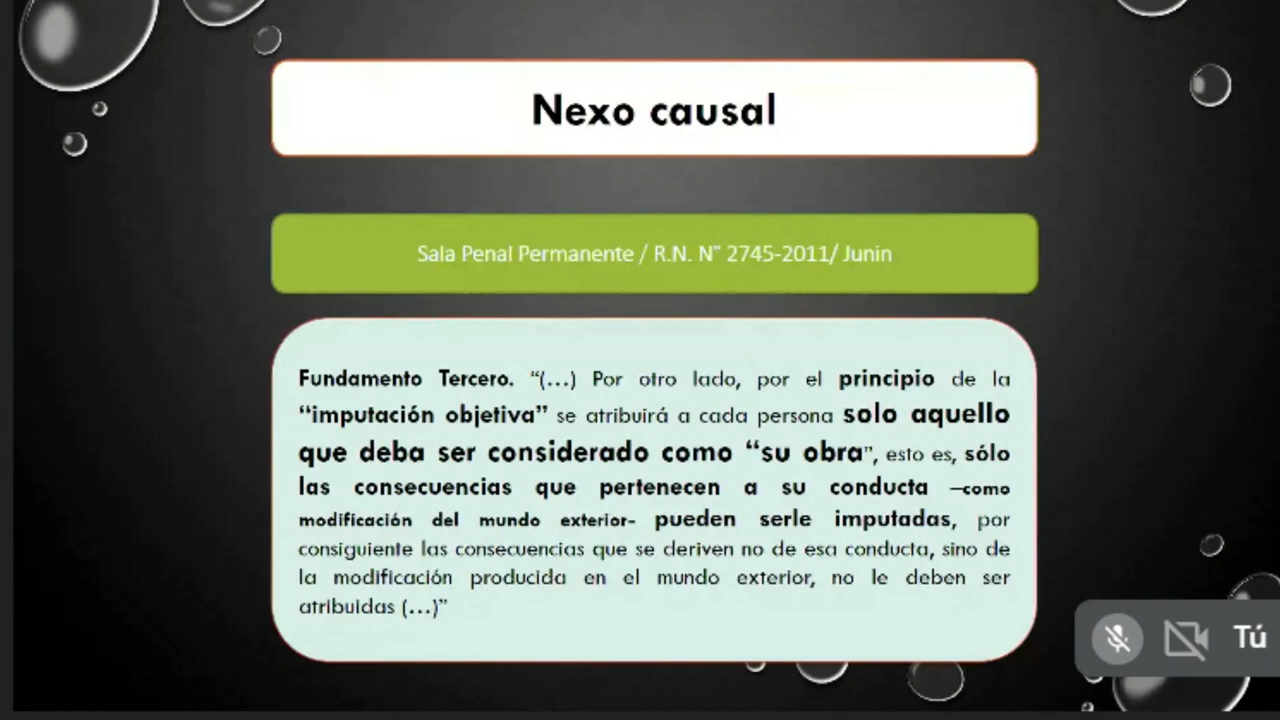 Nexo causal
Sala Penal Permanente / R.N. N° 2745-2011/ Junin
Fundamento Tercero. “(…) Por otro lado, por el principio de la
“imputación objetiva” se atribuirá a cada persona solo aquello
que deba ser considerado como “su obra”, esto es, sólo
las consecuencias que pertenecen a su conducta –como
modificación del mundo exterior- pueden serle imputadas, por
consiguiente las consecuencias que se deriven no de esa conducta, sino de
la modificación producida en el mundo exterior, no le deben ser
atribuidas (…)”
Tú